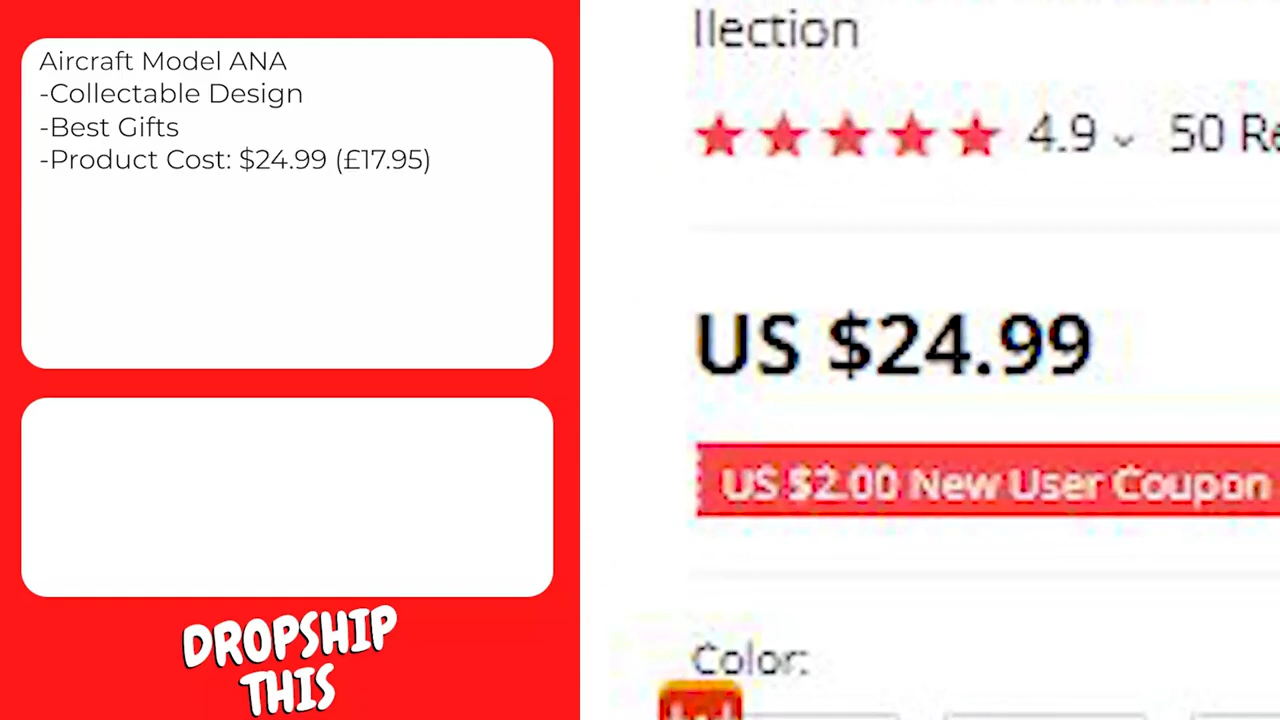 Aircraft Model ANA
-Collectable Design
-Best Gifts
-Product Cost: $24.99 (£17.95)
DROPSHIP
THIS
llection
4.9 50
US $24.99
US $2.00 New User Coupon
Color: